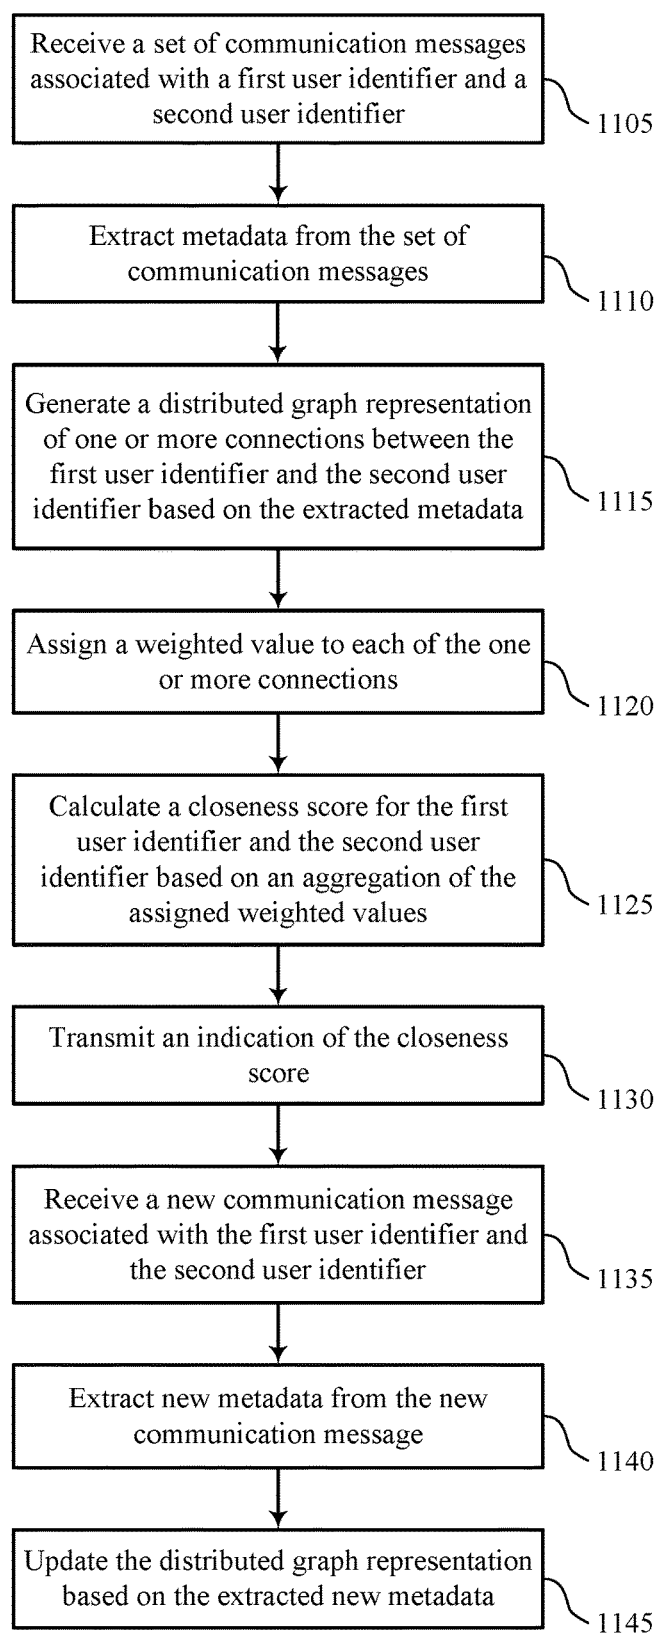 Receive a set of communication messages
associated with a first user identifier and a
second user identifier
1105
Extract metadata from the set of
communication messages
1110
Generate a distributed graph representation
of one or more connections between the
first user identifier and the second user
identifier based on the extracted metadata
1115
Assign a weighted value to each of the one
or more connections
1120
Calculate a closeness score for the first
user identifier and the second user
identifier based on an aggregation of the
assigned weighted values
1125
Transmit an indication of the closeness
score
1130
Receive a new communication message
associated with the first user identifier and
the second user identifier
1135
Extract new metadata from the new
communication message
1140
Update the distributed graph representation
based on the extracted new metadata
1145